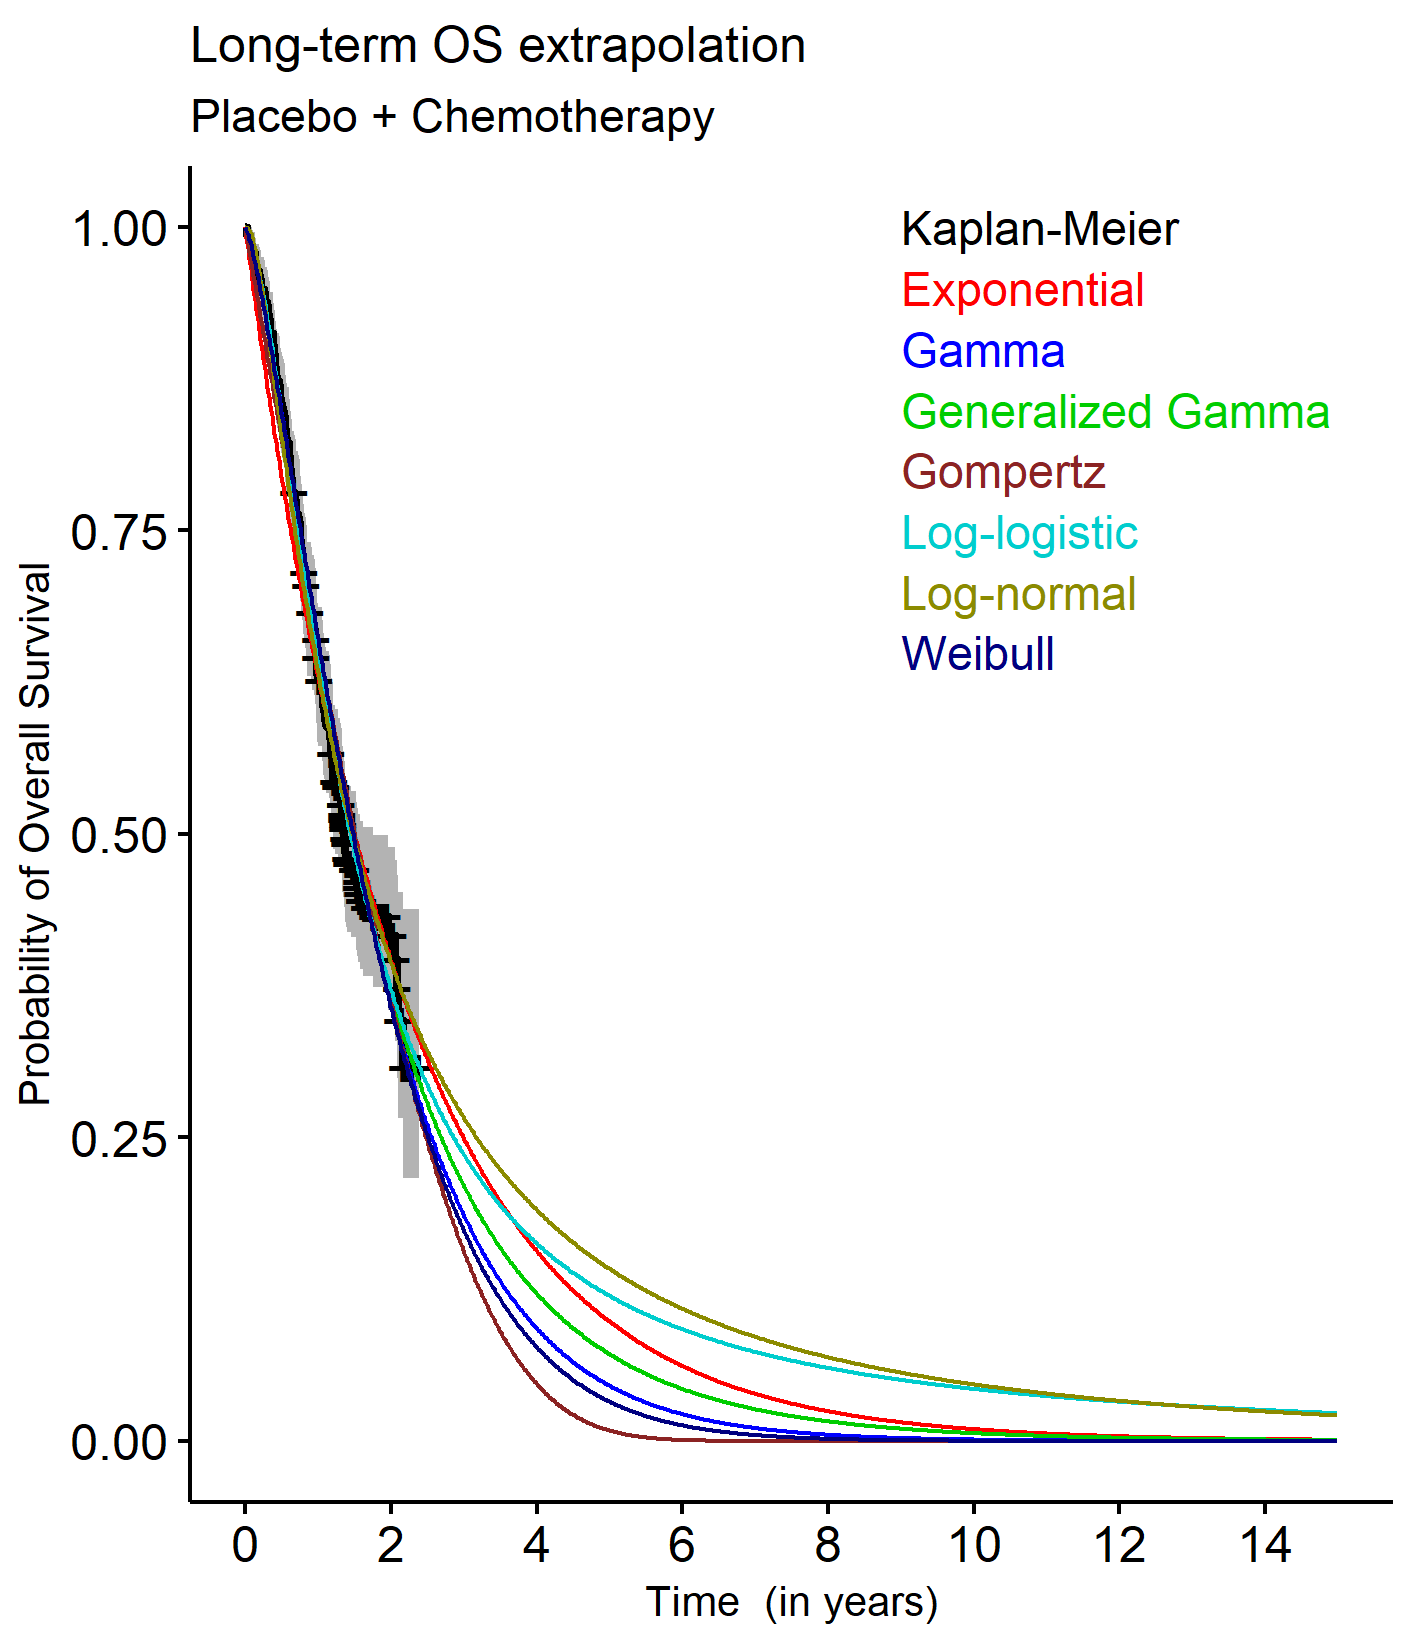 Long-term OS extrapolation
Placebo + Chemotherapy
Kaplan-Meier
Exponential
Gamma
Generalized Gamma
Gompertz
Log-logistic
Log-normal
Weibull
Probability of Overall Survival
1.00
0.75
0.50
0.25
0.00
0 2 4 6 8 10 12 14
Time (in years)